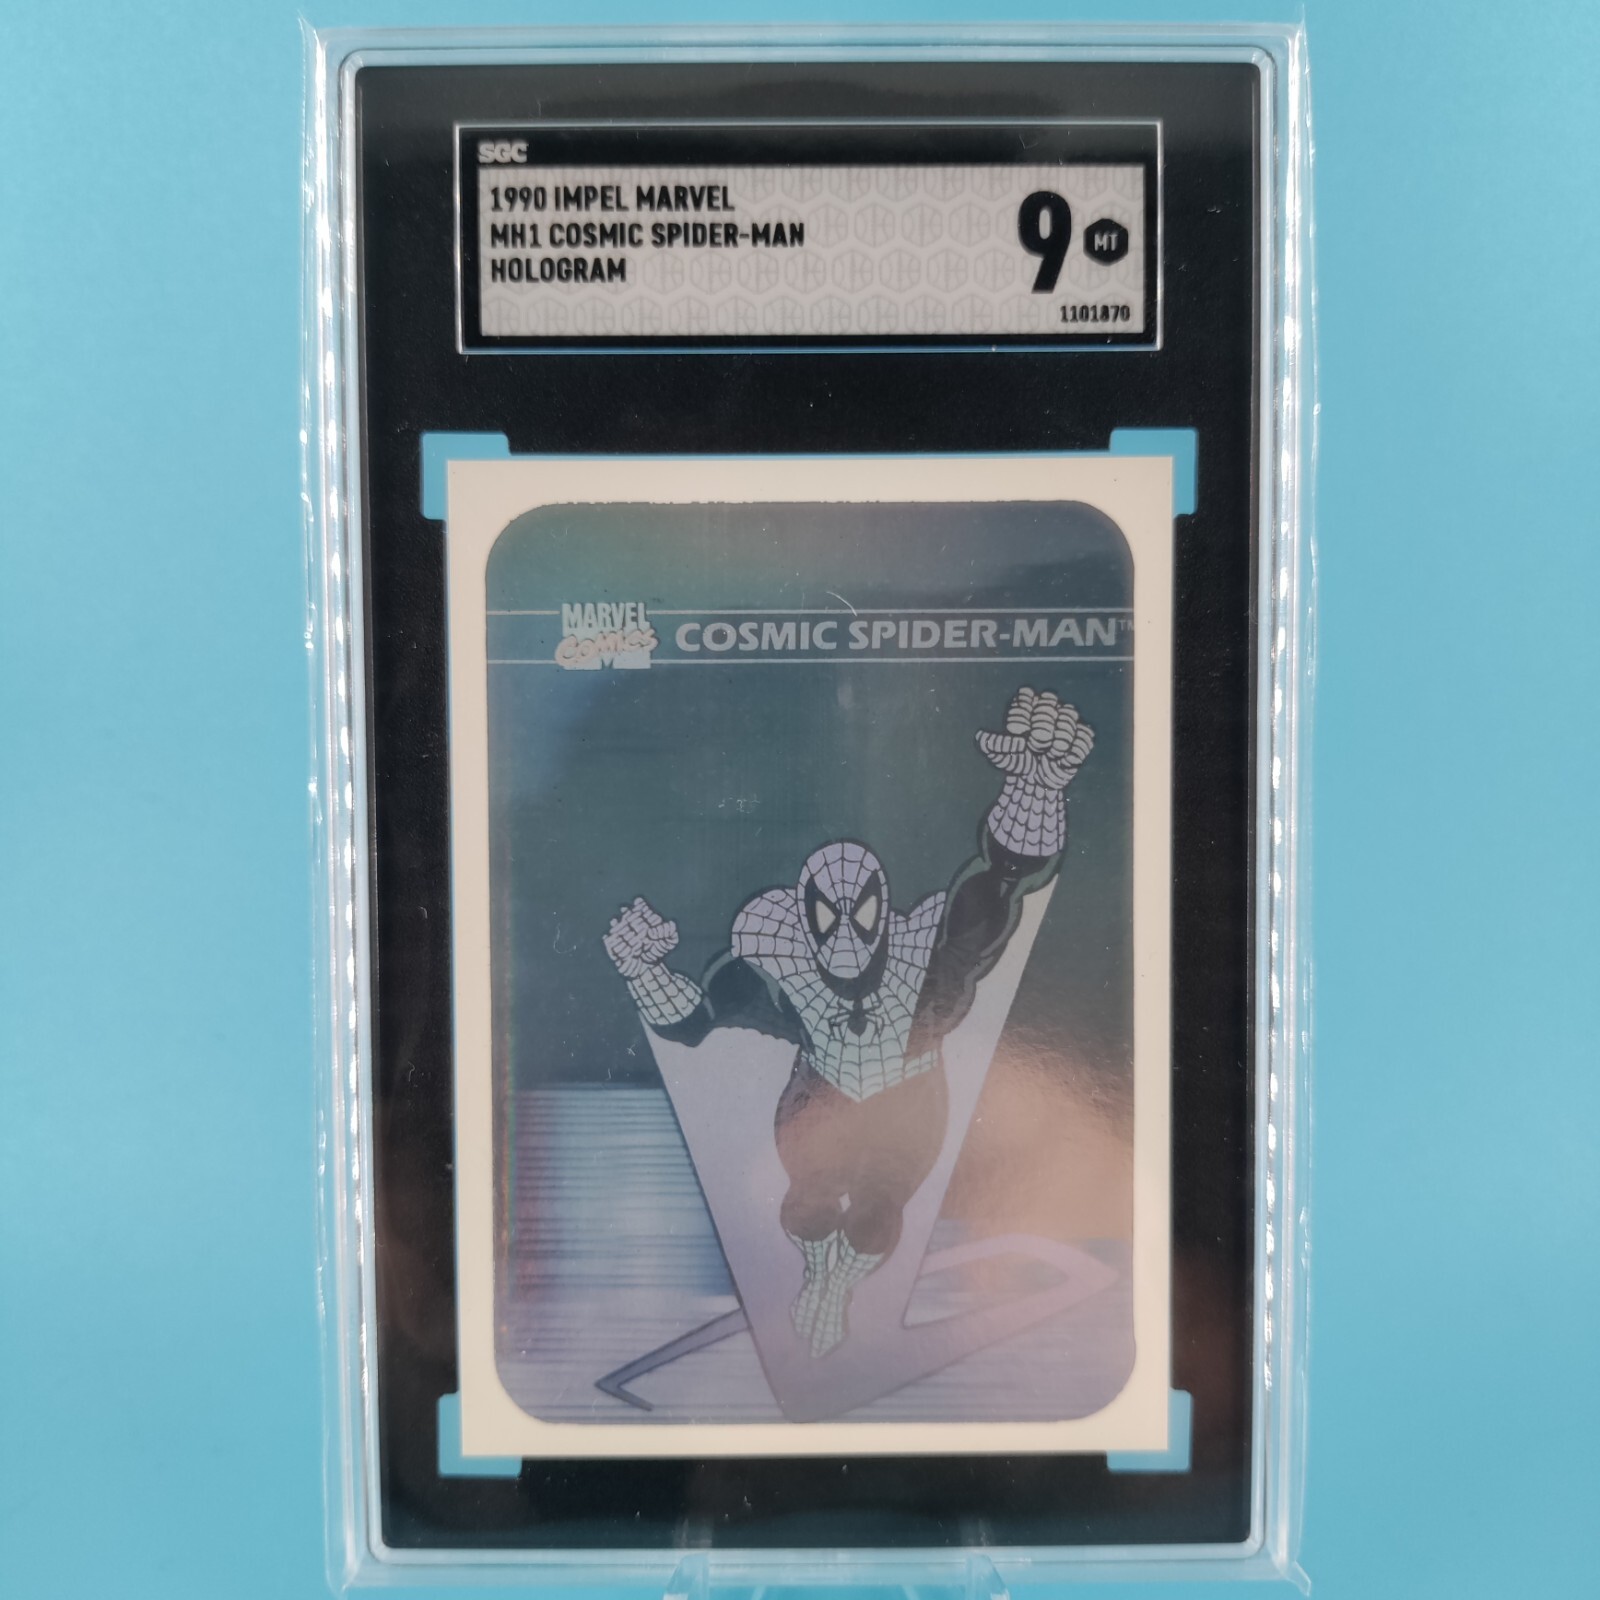 SGC
1990 IMPEL MARVEL
MH1 COSMIC SPIDER-MAN
HOLOGRAM
9 MT
1101870
MARVEL
COMICS
COSMIC SPIDER-MAN™